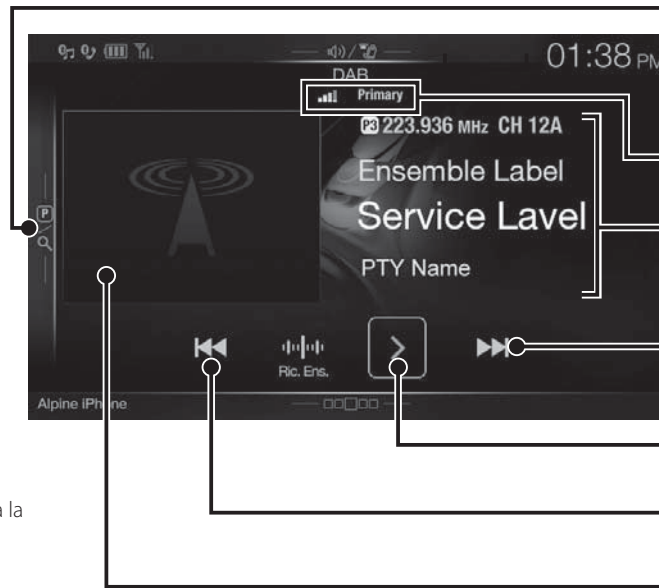 01:38 PM
DAB
Primary
P3 223.936 MHz CH 12A
Ensemble Label
Service Lavel
PTY Name
P
Ric. Ens.
Alpine iPhone
a la